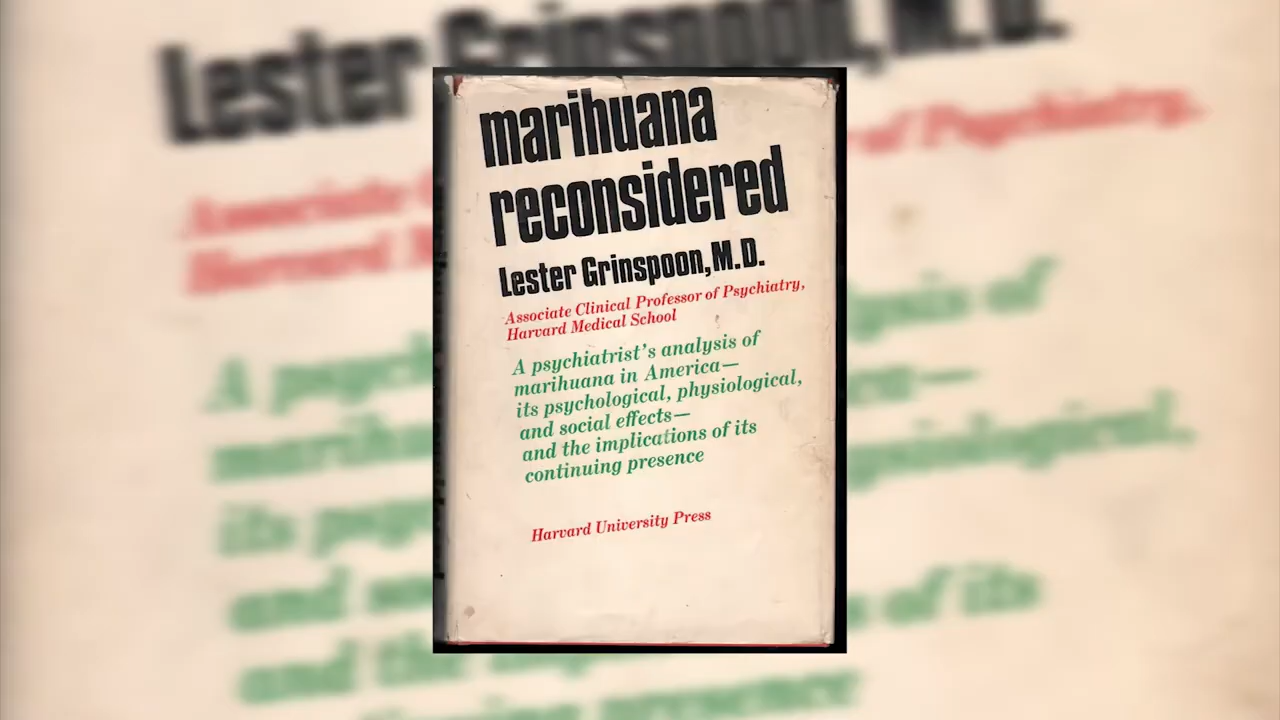 marihuana
reconsidered
Lester Grinspoon, M.D.
Associate Clinical Professor of Psychiatry,
Harvard Medical School
A psychiatrist's analysis of
marihuana in America—
its psychological, physiological,
and social effects—
and the implications of its
continuing presence
Harvard University Press